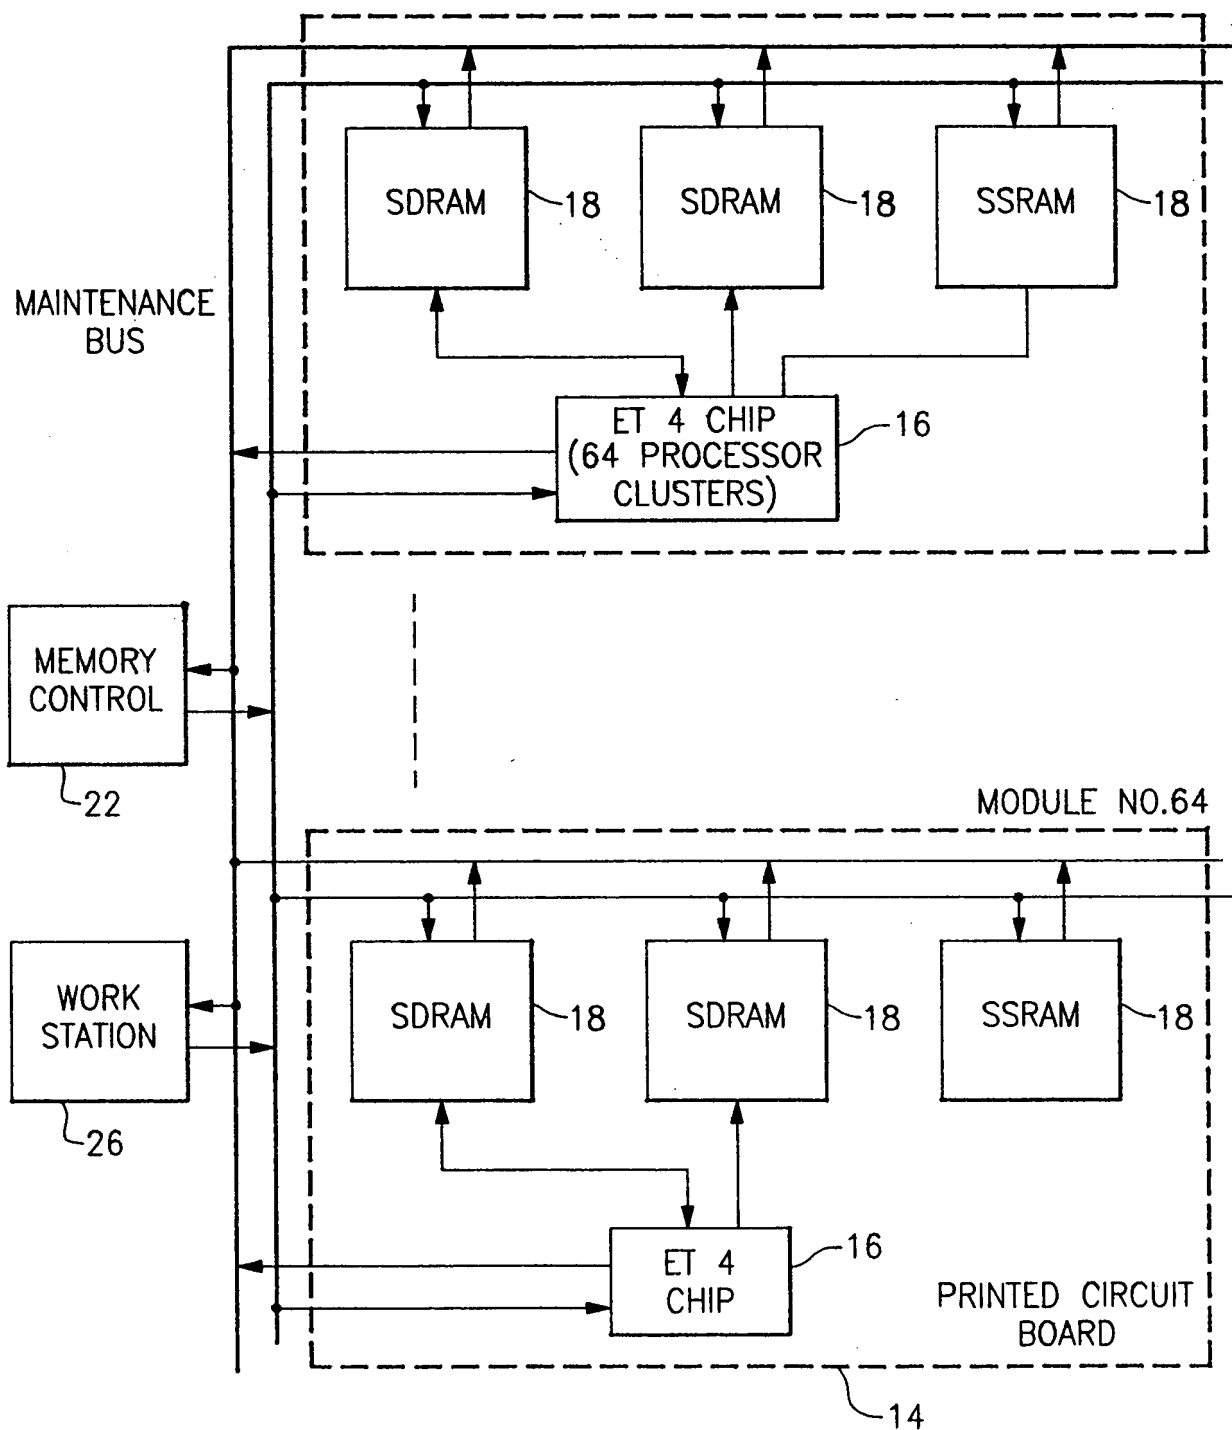 SDRAM
18
SDRAM
18
SSRAM
18
MAINTENANCE
BUS
ET 4 CHIP
(64 PROCESSOR
CLUSTERS)
16
MEMORY
CONTROL
22
MODULE NO.64
SDRAM
18
SDRAM
18
SSRAM
18
WORK
STATION
26
ET 4
CHIP
16
PRINTED CIRCUIT
BOARD
14